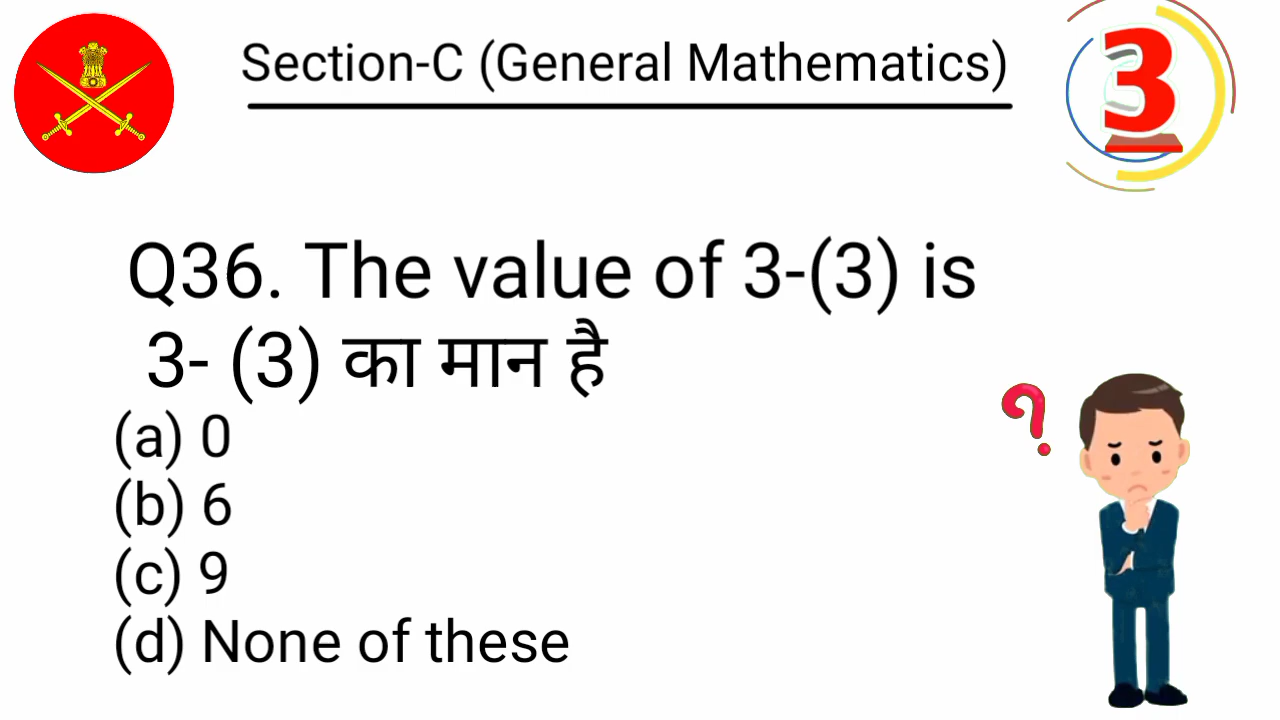 Section-C (General Mathematics)
3
Q36. The value of 3-(3) is
3- (3) का मान है
(a) 0
(b) 6
(c) 9
(d) None of these
?